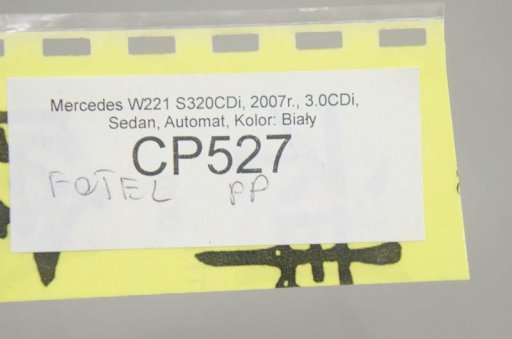 Mercedes W221 S320CDi, 2007r., 3.0CDi,
Sedan, Automat, Kolor: Biały
CP527
FOTEL PP